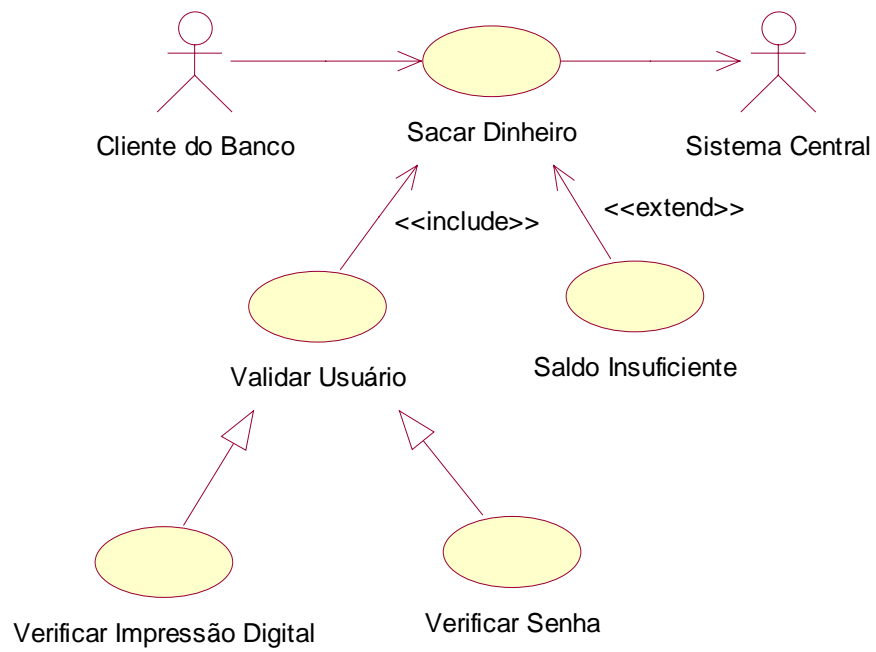 Cliente do Banco
Sacar Dinheiro
Sistema Central
<<include>>
<<extend>>
Validar Usuário
Saldo Insuficiente
Verificar Impressão Digital
Verificar Senha